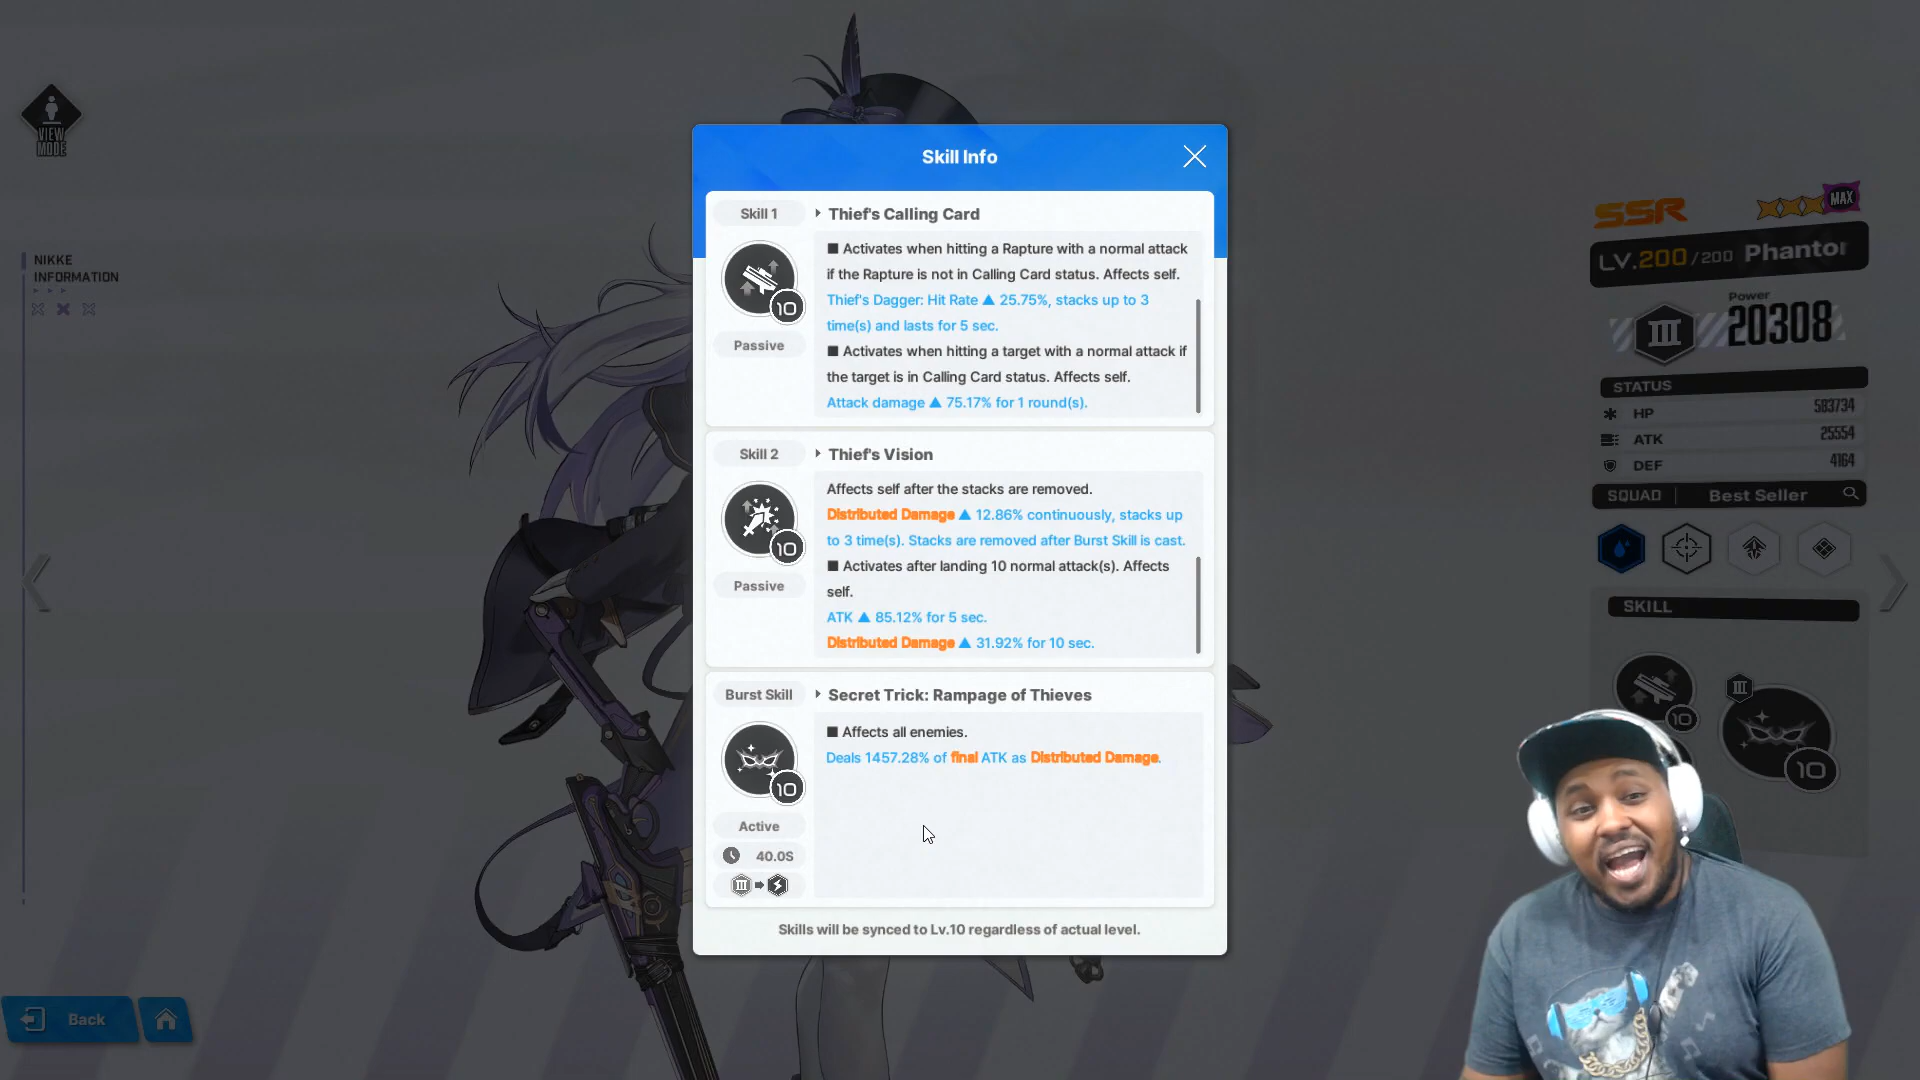 VIEW
MODE
NIKKE
INFORMATION
Skill Info
Skill 1
Thief's Calling Card
■ Activates when hitting a Rapture with a normal attack
if the Rapture is not in Calling Card status. Affects self.
Thief's Dagger: Hit Rate ▲ 25.75%, stacks up to 3
time(s) and lasts for 5 sec.
■ Activates when hitting a target with a normal attack if
the target is in Calling Card status. Affects self.
Attack damage ▲ 75.17% for 1 round(s).
10
Passive
Skill 2
Thief's Vision
Affects self after the stacks are removed.
Distributed Damage ▲ 12.86% continuously, stacks up
to 3 time(s). Stacks are removed after Burst Skill is cast.
■ Activates after landing 10 normal attack(s). Affects
self.
ATK ▲ 85.12% for 5 sec.
Distributed Damage ▲ 31.92% for 10 sec.
10
Passive
Burst Skill
Secret Trick: Rampage of Thieves
■ Affects all enemies.
Deals 1457.28% of final ATK as Distributed Damage.
10
Active
40.0S
III
Skills will be synced to Lv.10 regardless of actual level.
SSR
MAX
LV.200/200 Phantom
III
Power
20308
STATUS
HP 583734
ATK 25554
DEF 4164
SQUAD Best Seller
SKILL
10
III
10
Back